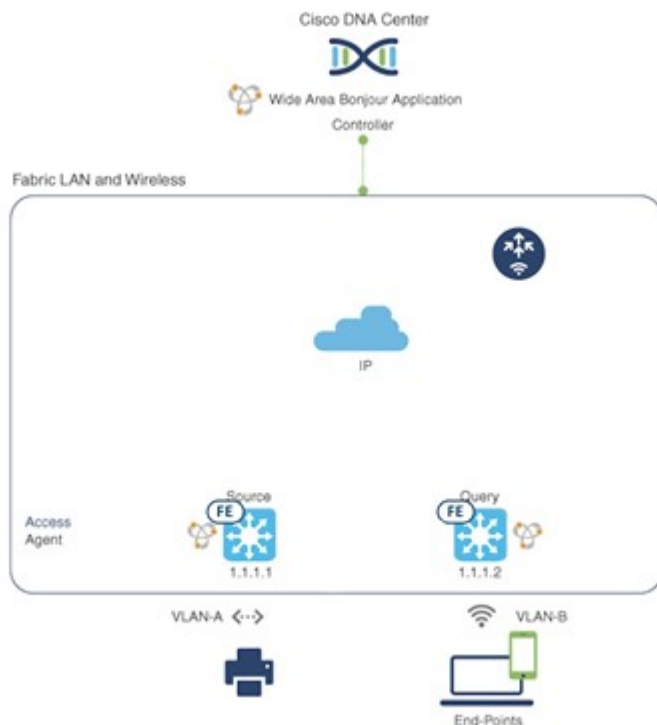 Cisco DNA Center
Wide Area Bonjour Application
Controller
Fabric LAN and Wireless
IP
Source
Query
FE
FE
Access
Agent
1.1.1.1
1.1.1.2
VLAN-A
VLAN-B
End-Points